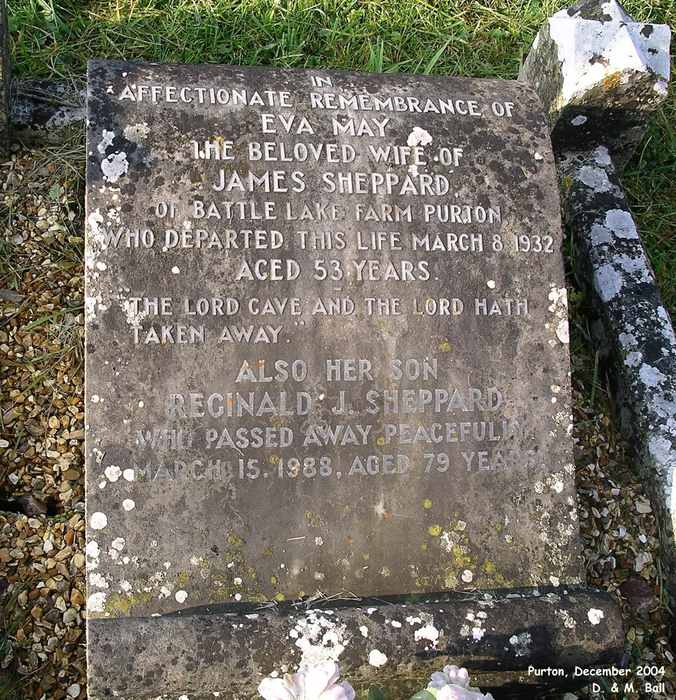 IN
AFFECTIONATE REMEMBRANCE OF
EVA MAY
THE BELOVED WIFE OF
JAMES SHEPPARD
OF BATTLE LAKE FARM PURTON
WHO DEPARTED THIS LIFE MARCH 8 1932
AGED 53 YEARS.
"THE LORD GAVE AND THE LORD HATH
TAKEN AWAY."
ALSO HER SON
REGINALD J. SHEPPARD
WHO PASSED AWAY PEACEFULLY
MARCH 15. 1988, AGED 79 YEARS.
Purton, December 2004
D. & M. Ball